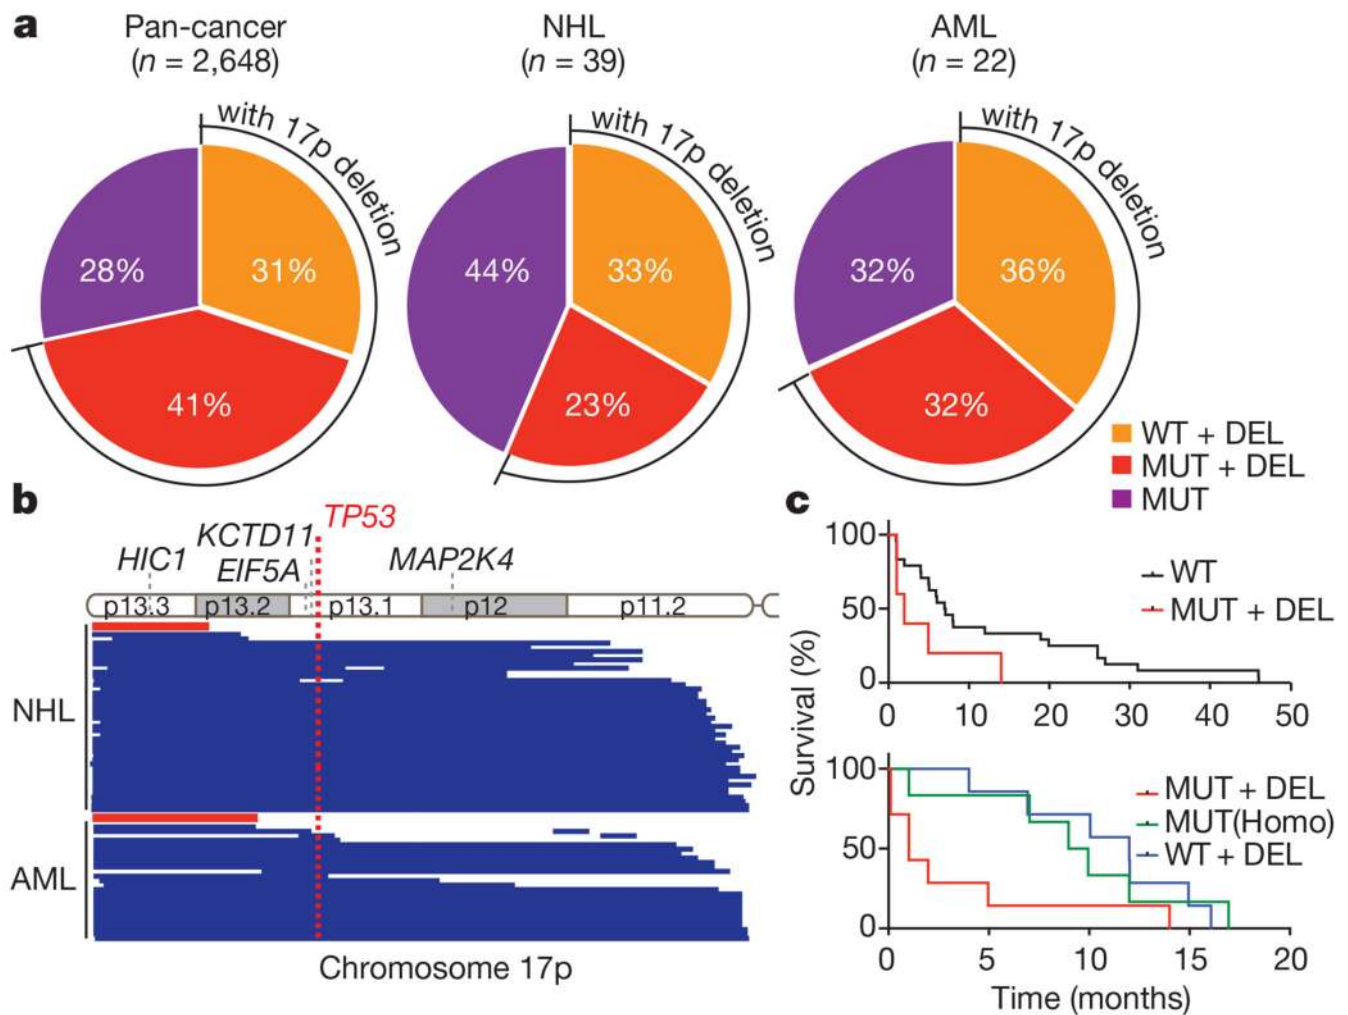 a
Pan-cancer
(n = 2,648)
NHL
(n = 39)
AML
(n = 22)
with 17p deletion
with 17p deletion
with 17p deletion
28%
31%
41%
44%
33%
23%
32%
36%
32%
WT + DEL
MUT + DEL
MUT
b
TP53
KCTD11
HIC1
EIF5A
MAP2K4
p13.3
p13.2
p13.1
p12
p11.2
NHL
AML
Chromosome 17p
c
Survival (%)
100
50
0
WT
MUT + DEL
0 10 20 30 40 50
100
50
0
MUT + DEL
MUT(Homo)
WT + DEL
0 5 10 15 20
Time (months)